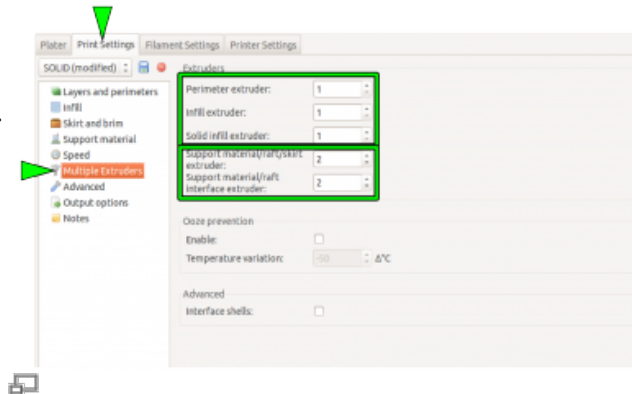 Plater Print Settings Filament Settings Printer Settings
SOLID (modified)
Extruders
Layers and perimeters
Infill
Skirt and brim
Support material
Speed
Multiple Extruders
Advanced
Output options
Notes
Perimeter extruder: 1
Infill extruder: 1
Solid infill extruder: 1
Support material/raft/skirt
extruder: 2
Support material/raft
interface extruder: 2
Ooze prevention
Enable:
Temperature variation: -50 Δ°C
Advanced
Interface shells: